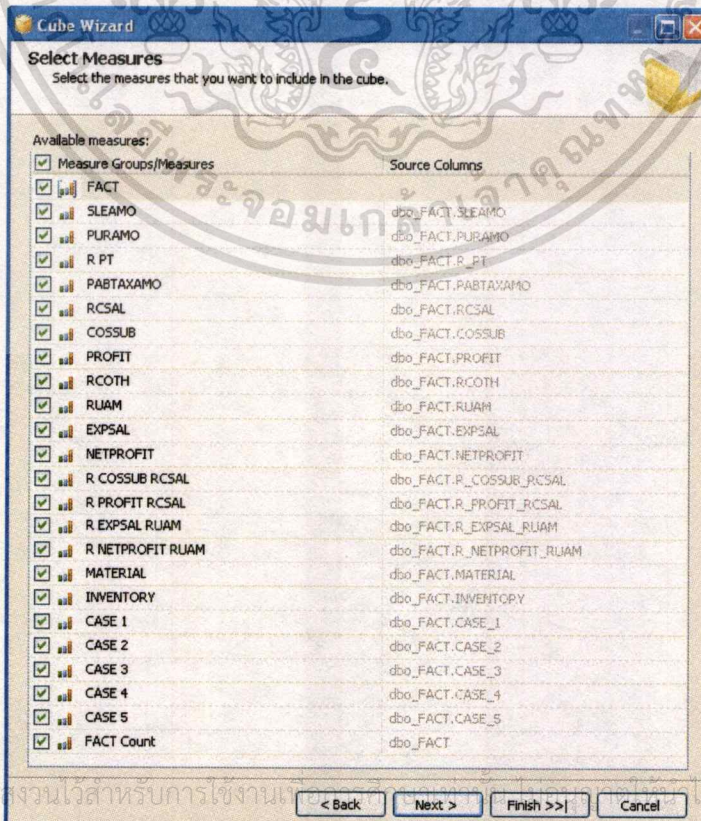 Cube Wizard
Select Measures
Select the measures that you want to include in the cube.
Available measures:
Measure Groups/Measures Source Columns
FACT
SLEAMO dbo_FACT.SLEAMO
PURAMO dbo_FACT.PURAMO
R PT dbo_FACT.R_PT
PABTAXAMO dbo_FACT.PABTAXAMO
RCSAL dbo_FACT.RCSAL
COSSUB dbo_FACT.COSSUB
PROFIT dbo_FACT.PROFIT
RCOTH dbo_FACT.RCOTH
RUAM dbo_FACT.RUAM
EXPSAL dbo_FACT.EXPSAL
NETPROFIT dbo_FACT.NETPROFIT
R COSSUB RCSAL dbo_FACT.R_COSSUB_RCSAL
R PROFIT RCSAL dbo_FACT.R_PROFIT_RCSAL
R EXPSAL RUAM dbo_FACT.R_EXPSAL_RUAM
R NETPROFIT RUAM dbo_FACT.R_NETPROFIT_RUAM
MATERIAL dbo_FACT.MATERIAL
INVENTORY dbo_FACT.INVENTORY
CASE 1 dbo_FACT.CASE_1
CASE 2 dbo_FACT.CASE_2
CASE 3 dbo_FACT.CASE_3
CASE 4 dbo_FACT.CASE_4
CASE 5 dbo_FACT.CASE_5
FACT Count dbo_FACT
< Back Next > Finish >>| Cancel